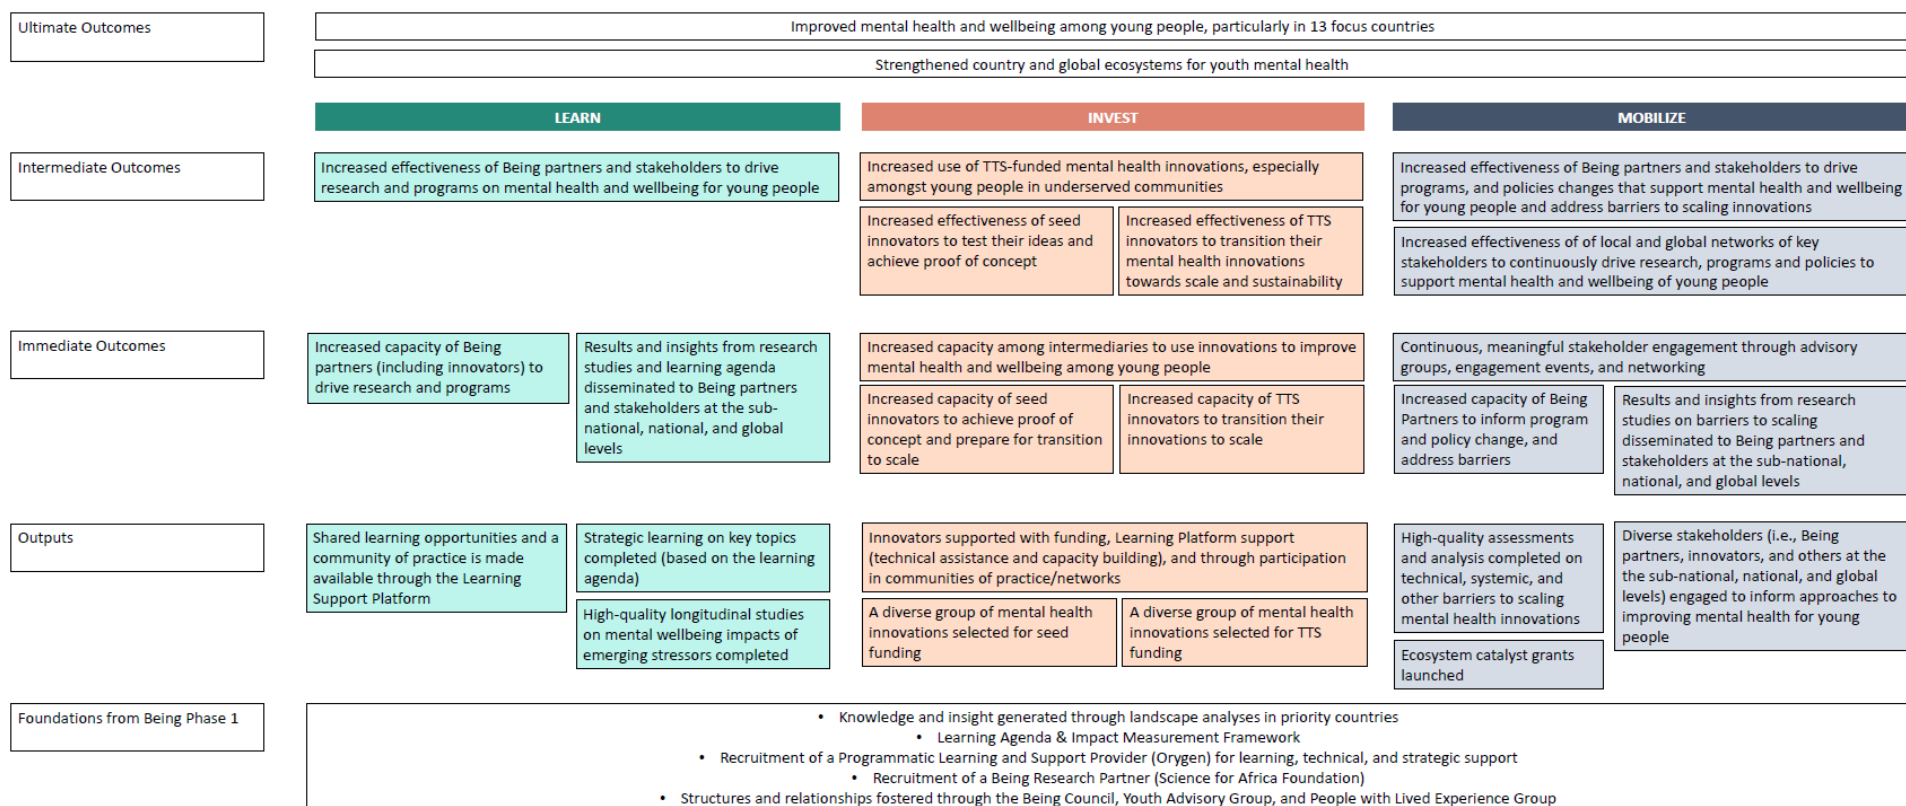 Ultimate Outcomes
Improved mental health and wellbeing among young people, particularly in 13 focus countries
Strengthened country and global ecosystems for youth mental health
LEARN
INVEST
MOBILIZE
Intermediate Outcomes
Increased effectiveness of Being partners and stakeholders to drive
research and programs on mental health and wellbeing for young people
Increased use of TTS-funded mental health innovations, especially
amongst young people in underserved communities
Increased effectiveness of seed
innovators to test their ideas and
achieve proof of concept
Increased effectiveness of TTS
innovators to transition their
mental health innovations
towards scale and sustainability
Increased effectiveness of Being partners and stakeholders to drive
programs, and policies changes that support mental health and wellbeing
for young people and address barriers to scaling innovations
Increased effectiveness of of local and global networks of key
stakeholders to continuously drive research, programs and policies to
support mental health and wellbeing of young people
Immediate Outcomes
Increased capacity of Being
partners (including innovators) to
drive research and programs
Results and insights from research
studies and learning agenda
disseminated to Being partners
and stakeholders at the sub-
national, national, and global
levels
Increased capacity among intermediaries to use innovations to improve
mental health and wellbeing among young people
Increased capacity of seed
innovators to achieve proof of
concept and prepare for transition
to scale
Increased capacity of TTS
innovators to transition their
innovations to scale
Continuous, meaningful stakeholder engagement through advisory
groups, engagement events, and networking
Increased capacity of Being
Partners to inform program
and policy change, and
address barriers
Results and insights from research
studies on barriers to scaling
disseminated to Being partners and
stakeholders at the sub-national,
national, and global levels
Outputs
Shared learning opportunities and a
community of practice is made
available through the Learning
Support Platform
Strategic learning on key topics
completed (based on the learning
agenda)
High-quality longitudinal studies
on mental wellbeing impacts of
emerging stressors completed
Innovators supported with funding, Learning Platform support
(technical assistance and capacity building), and through participation
in communities of practice/networks
A diverse group of mental health
innovations selected for seed
funding
A diverse group of mental health
innovations selected for TTS
funding
High-quality assessments
and analysis completed on
technical, systemic, and
other barriers to scaling
mental health innovations
Ecosystem catalyst grants
launched
Diverse stakeholders (i.e., Being
partners, innovators, and others at the
the sub-national, national, and global
levels) engaged to inform approaches to
improving mental health for young
people
Foundations from Being Phase 1
• Knowledge and insight generated through landscape analyses in priority countries
• Learning Agenda & Impact Measurement Framework
• Recruitment of a Programmatic Learning and Support Provider (Orygen) for learning, technical, and strategic support
• Recruitment of a Being Research Partner (Science for Africa Foundation)
• Structures and relationships fostered through the Being Council, Youth Advisory Group, and People with Lived Experience Group